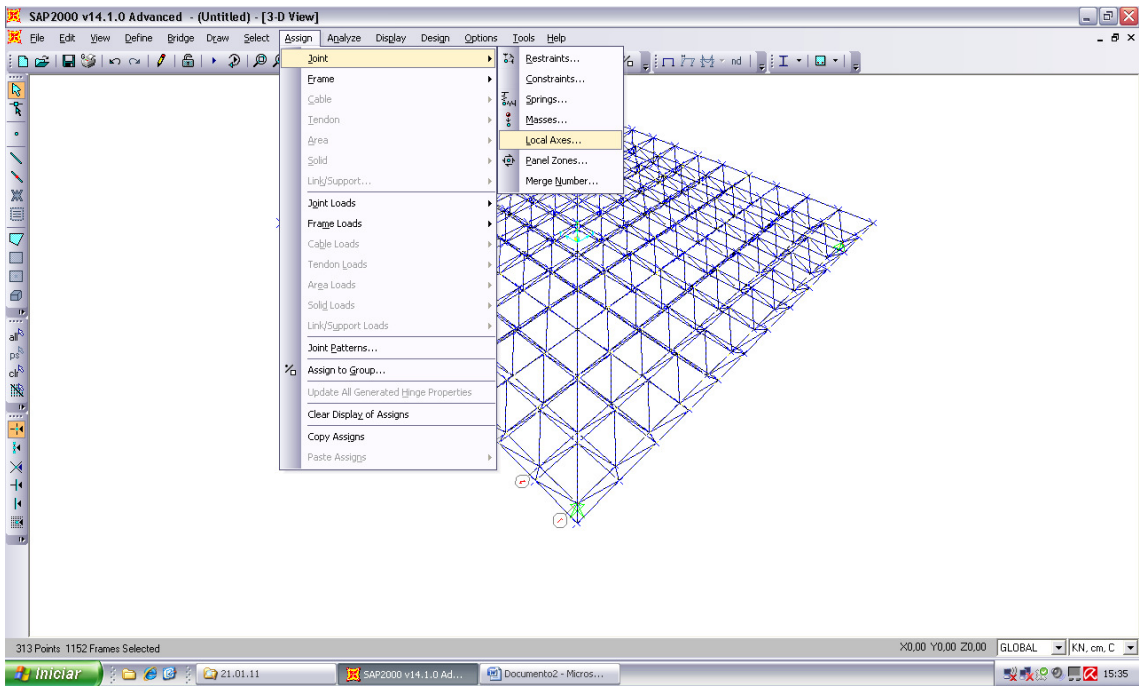 SAP2000 v14.1.0 Advanced - (Untitled) - [3-D View]
File Edit View Define Bridge Draw Select Assign Analyze Display Design Options Tools Help
nd
Joint
Frame
Cable
Tendon
Area
Solid
Link/Support...
Joint Loads
Frame Loads
Cable Loads
Tendon Loads
Area Loads
Solid Loads
Link/Support Loads
Joint Patterns...
Assign to Group...
Update All Generated Hinge Properties
Clear Display of Assigns
Copy Assigns
Paste Assigns
Restraints...
Constraints...
Springs...
Masses...
Local Axes...
Panel Zones...
Merge Number...
all
ps
clr
313 Points 1152 Frames Selected
X0,00 Y0,00 Z0,00
GLOBAL
KN, cm, C
Iniciar
21.01.11
SAP2000 v14.1.0 Ad...
Documento2 - Micros...
15:35